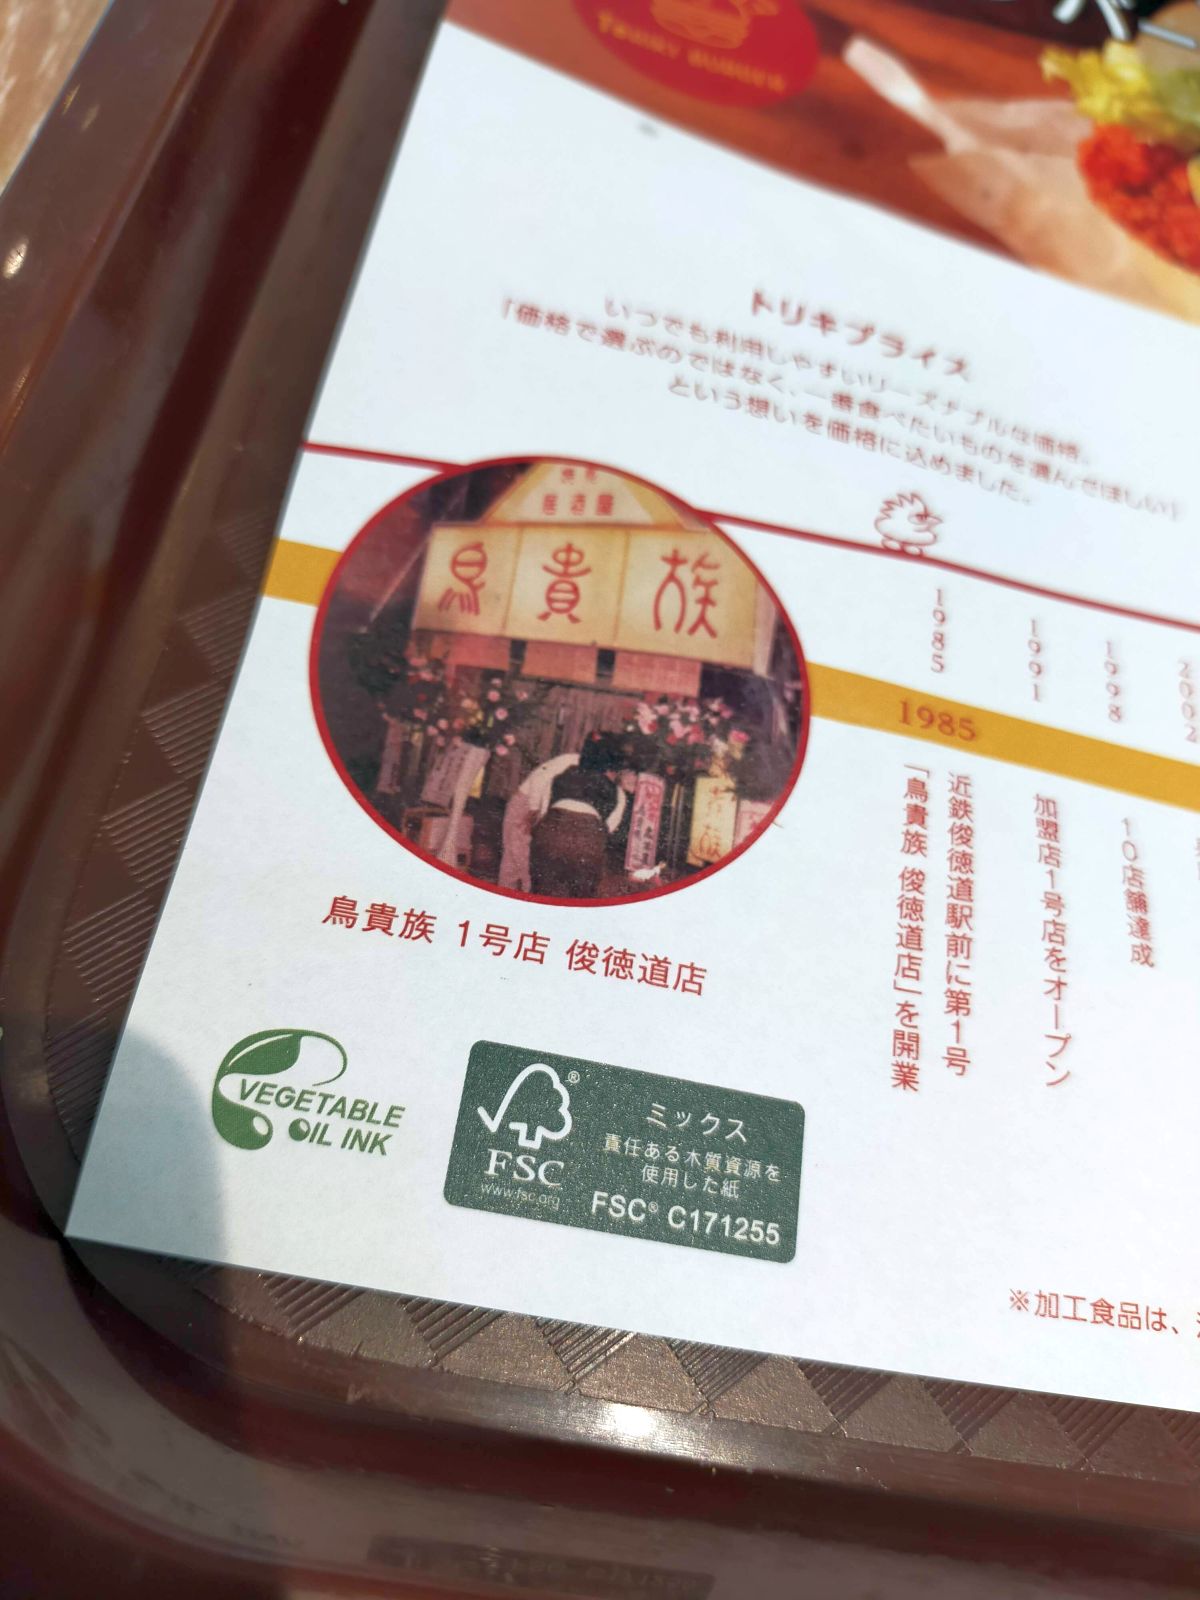 TORIKI BURGER
トリキプライス
いつでも利用しやすいリーズナブルな価格。
「価格で選ぶのではなく、一番食べたいものを選んでほしい」
という想いを価格に込めました。
居酒屋
鳥貴族
1985
1991
1998
2002
1985
近鉄俊徳道駅前に第1号
「鳥貴族 俊徳道店」を開業
加盟店1号店をオープン
10店舗達成
鳥貴族 1号店 俊徳道店
VEGETABLE
OIL INK
FSC
www.fsc.org
ミックス
責任ある木質資源を
使用した紙
FSC® C171255
※加工食品は、